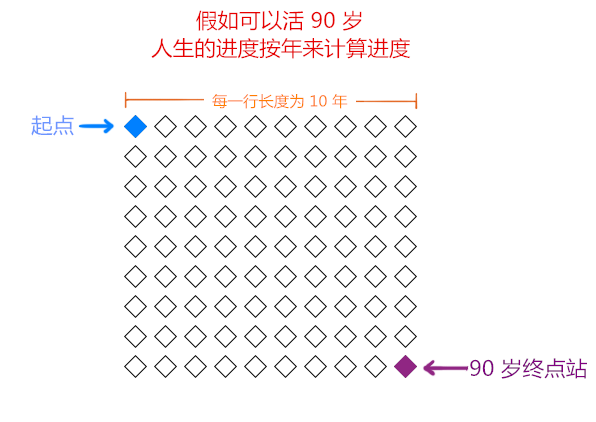 假如可以活 90 岁
人生的进度按年来计算进度
每一行长度为 10 年
起点
90 岁终点站